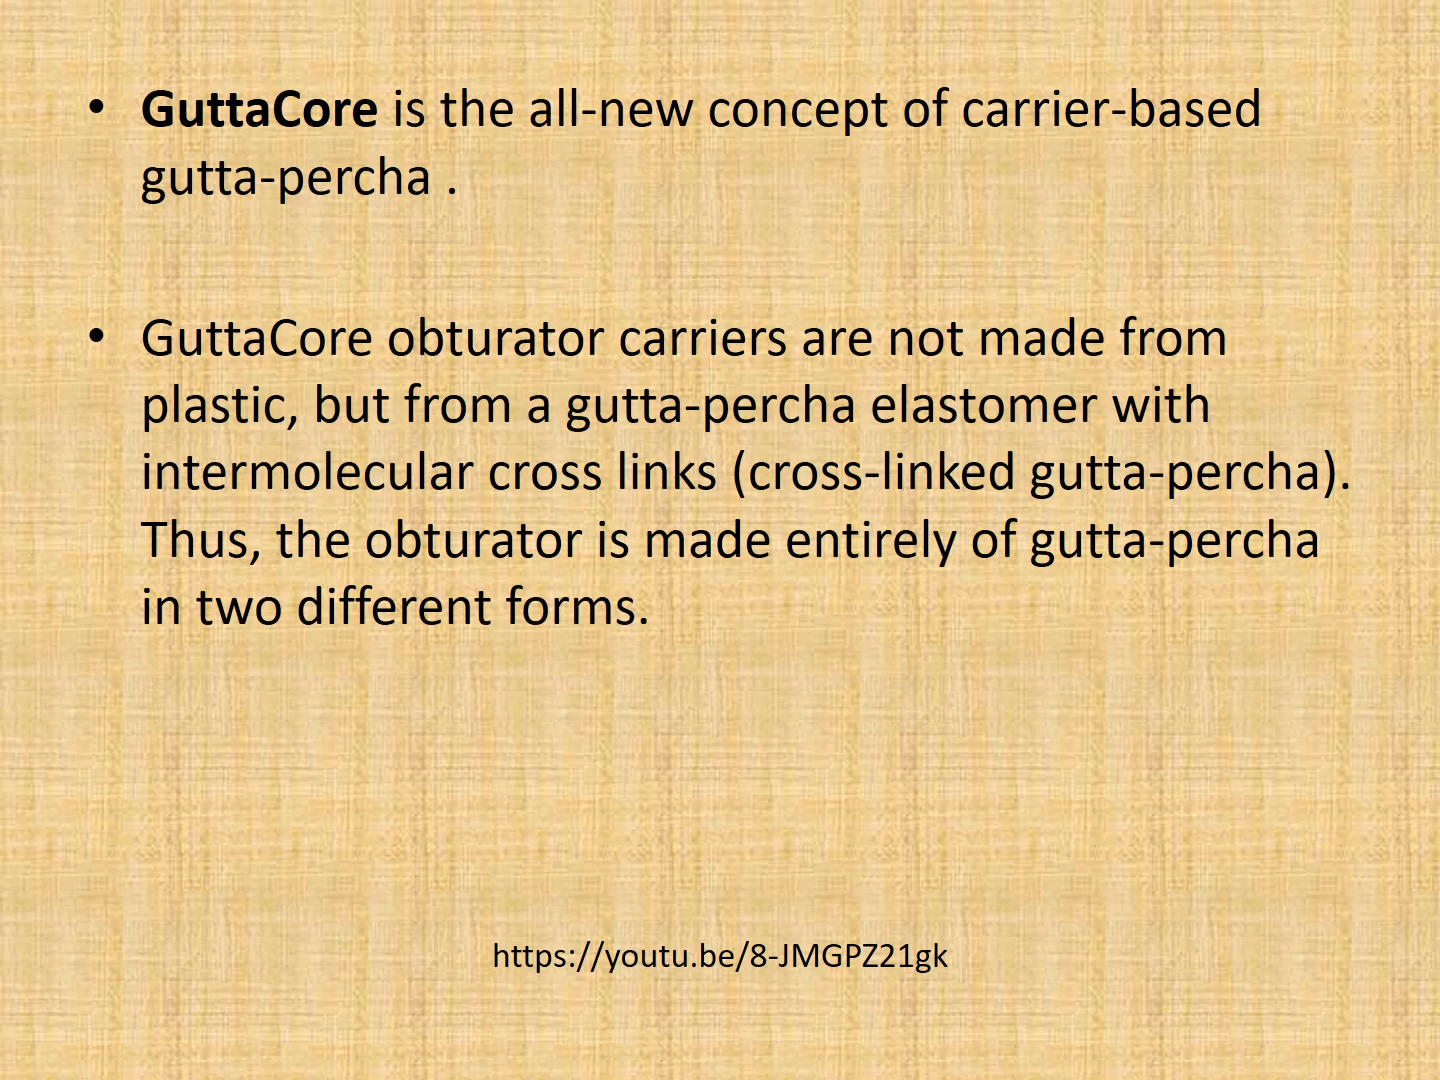 • GuttaCore is the all-new concept of carrier-based
gutta-percha .
• GuttaCore obturator carriers are not made from
plastic, but from a gutta-percha elastomer with
intermolecular cross links (cross-linked gutta-percha).
Thus, the obturator is made entirely of gutta-percha
in two different forms.
https://youtu.be/8-JMGPZ21gk